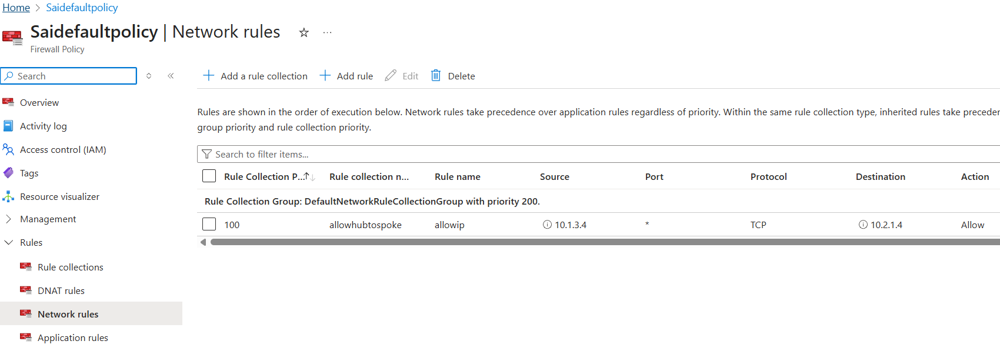 Home > Saidefaultpolicy
Saidefaultpolicy | Network rules
Firewall Policy
Search
Add a rule collection
Add rule
Edit
Delete
Overview
Activity log
Access control (IAM)
Tags
Resource visualizer
Management
Rules
Rule collections
DNAT rules
Network rules
Application rules
Rules are shown in the order of execution below. Network rules take precedence over application rules regardless of priority. Within the same rule collection type, inherited rules take preceder
group priority and rule collection priority.
Search to filter items...
Rule Collection P... Rule collection n... Rule name Source Port Protocol Destination Action
Rule Collection Group: DefaultNetworkRuleCollectionGroup with priority 200.
100 allowhubtospoke allowip 10.1.3.4 * TCP 10.2.1.4 Allow